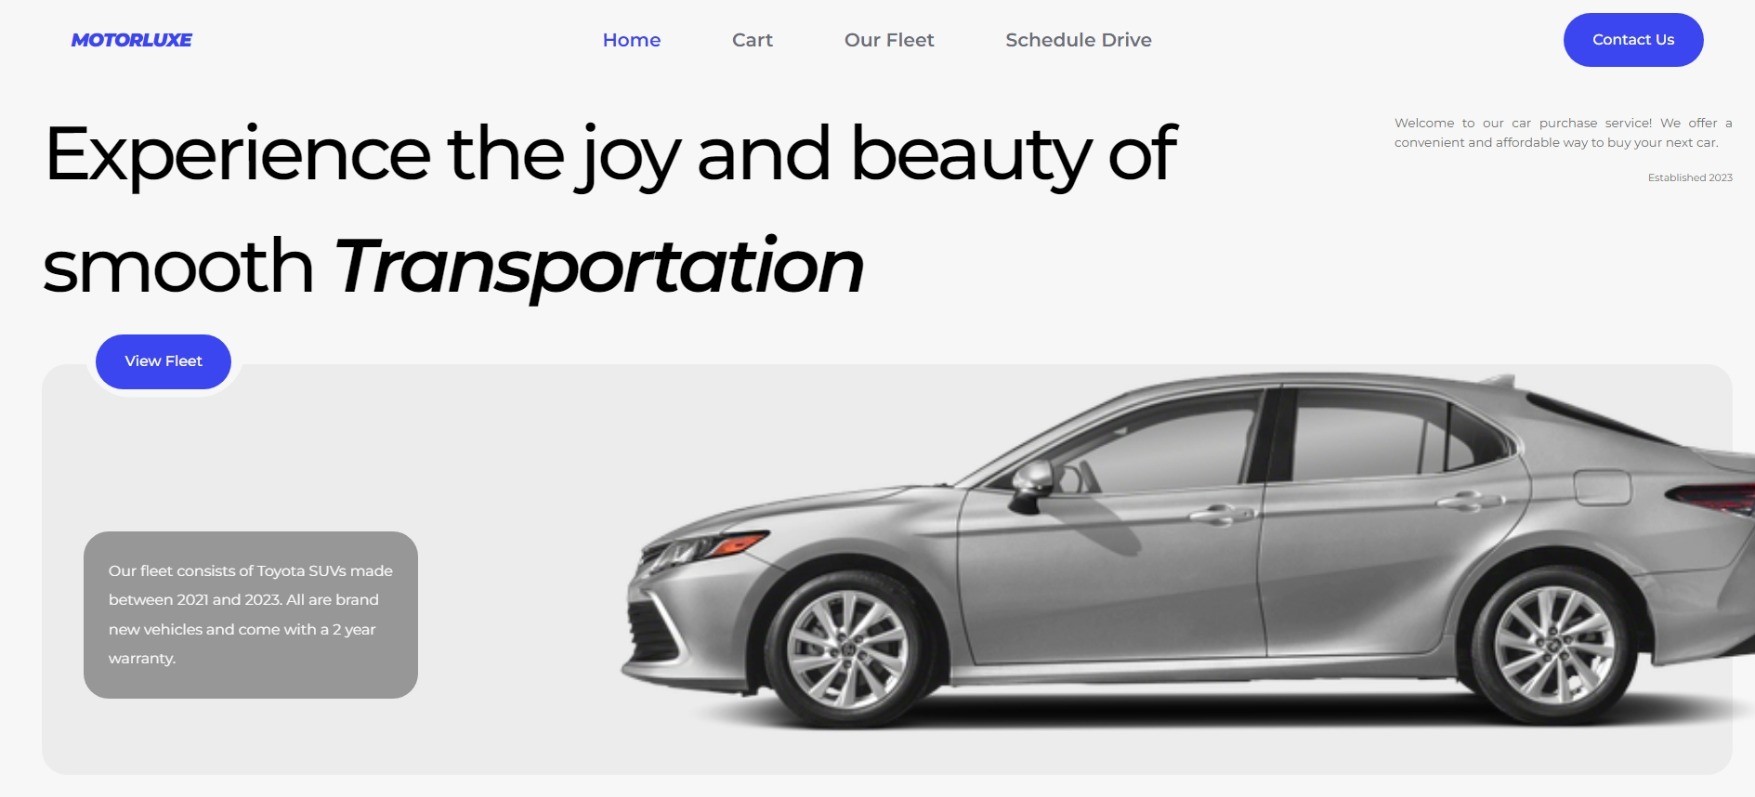 MOTORLUXE
Home
Cart
Our Fleet
Schedule Drive
Contact Us
Experience the joy and beauty of
smooth Transportation
Welcome to our car purchase service! We offer a
convenient and affordable way to buy your next car.
Established 2023
View Fleet
Our fleet consists of Toyota SUVs made
between 2021 and 2023. All are brand
new vehicles and come with a 2 year
warranty.